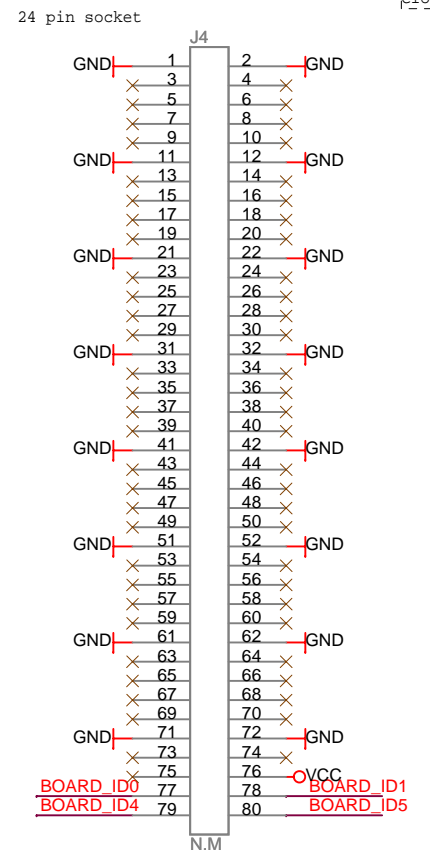 24 pin socket
J4
GND 1 2 GND
3 4
5 6
7 8
9 10
GND 11 12 GND
13 14
15 16
17 18
19 20
GND 21 22 GND
23 24
25 26
27 28
29 30
GND 31 32 GND
33 34
35 36
37 38
39 40
GND 41 42 GND
43 44
45 46
47 48
49 50
GND 51 52 GND
53 54
55 56
57 58
59 60
GND 61 62 GND
63 64
65 66
67 68
69 70
GND 71 72 GND
73 74
75 76 VCC
BOARD_ID0 77 78 BOARD_ID1
BOARD_ID4 79 80 BOARD_ID5
N.M